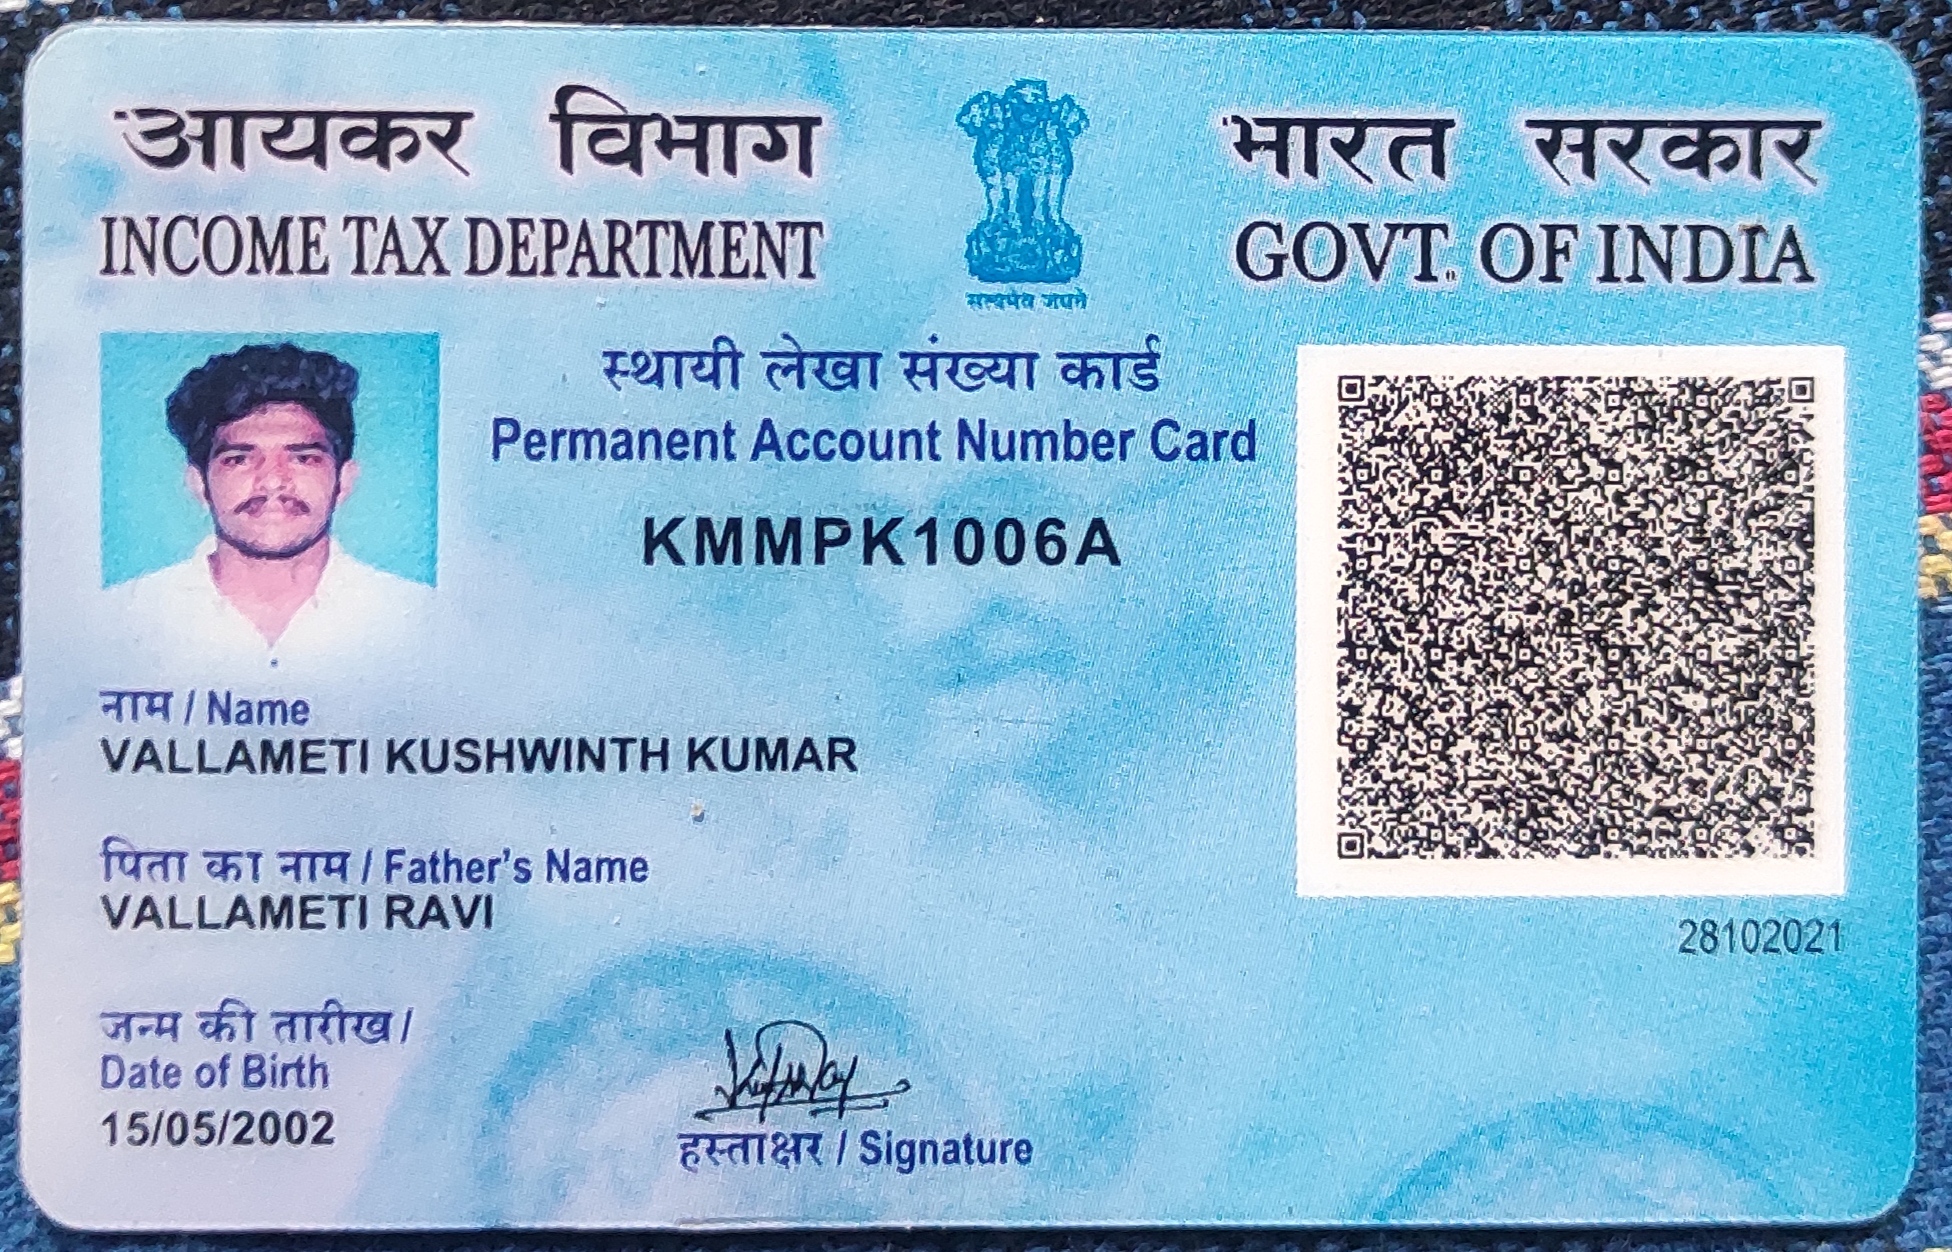 आयकर विभाग
INCOME TAX DEPARTMENT
सत्यमेव जयते
भारत सरकार
GOVT. OF INDIA
स्थायी लेखा संख्या कार्ड
Permanent Account Number Card
KMMPK1006A
नाम / Name
VALLAMETI KUSHWINTH KUMAR
पिता का नाम / Father's Name
VALLAMETI RAVI
28102021
जन्म की तारीख /
Date of Birth
15/05/2002
हस्ताक्षर / Signature